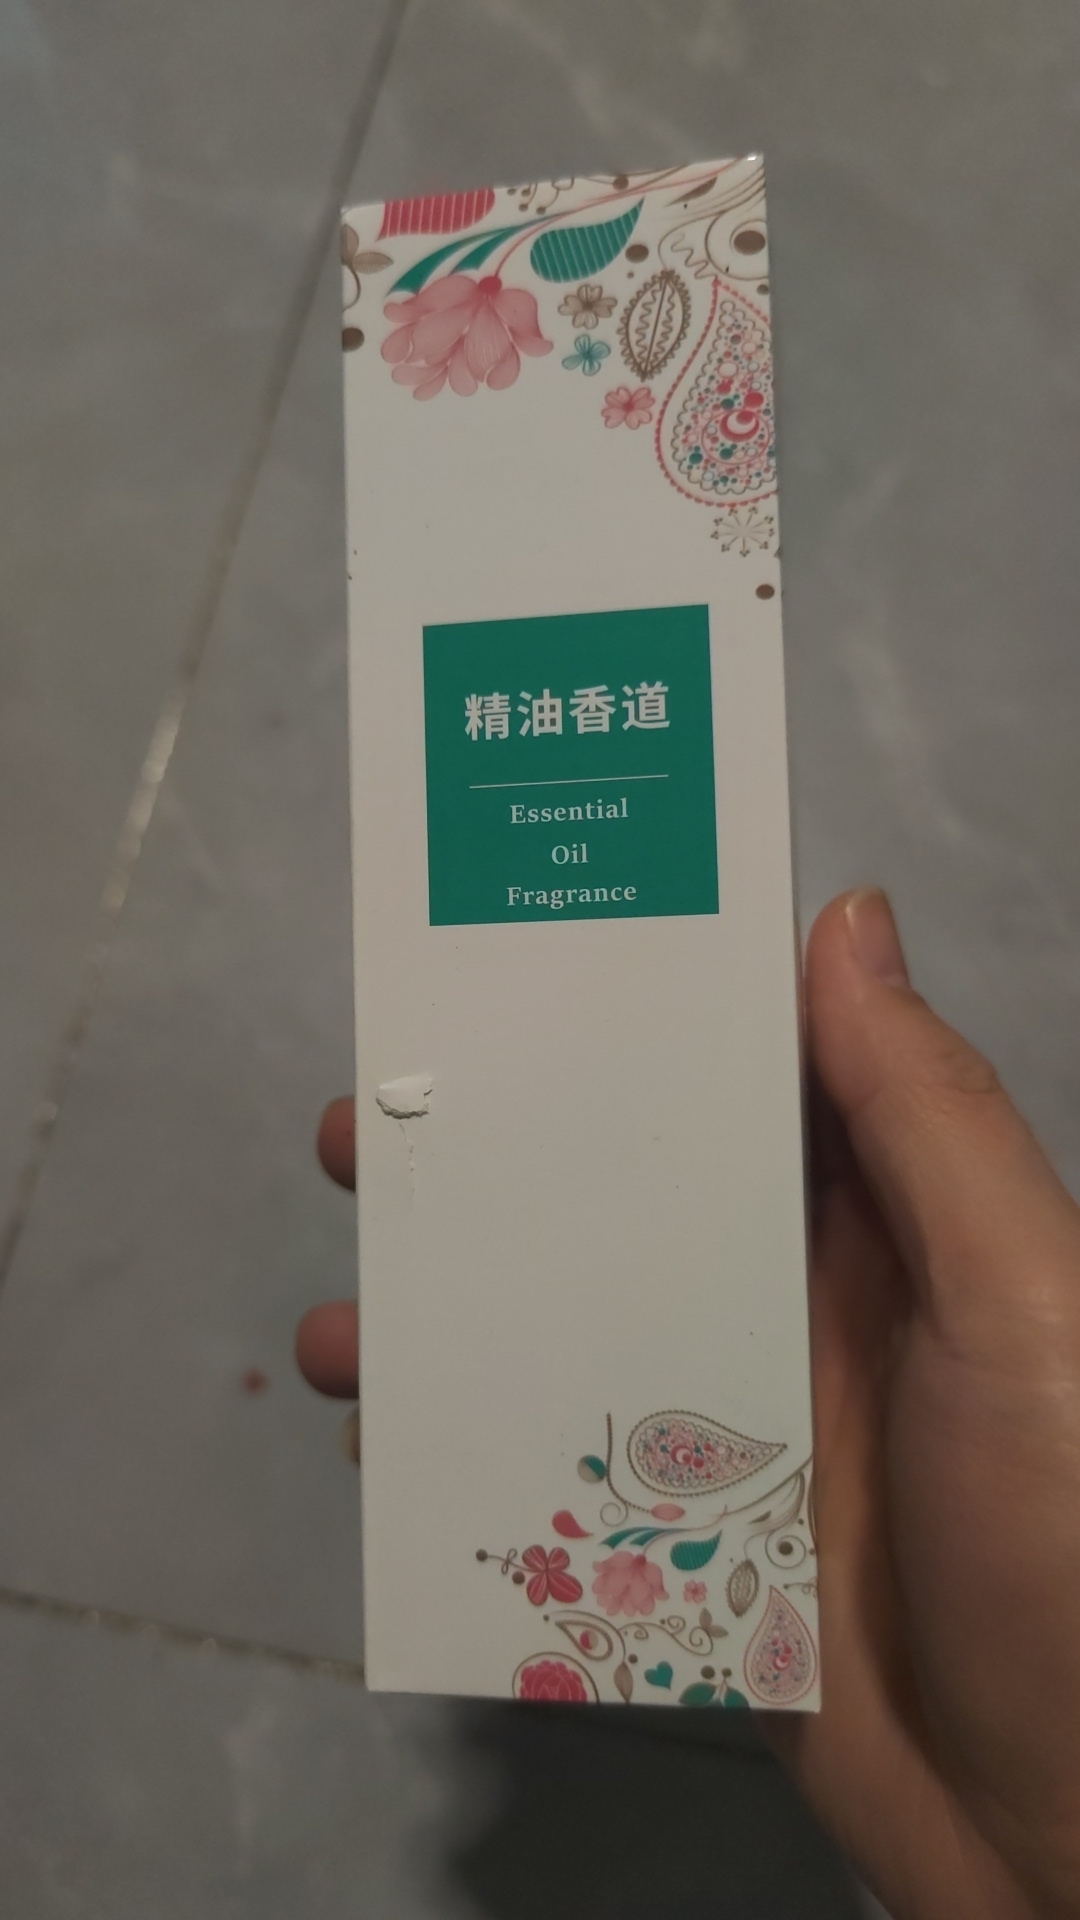 精油香道
Essential
Oil
Fragrance